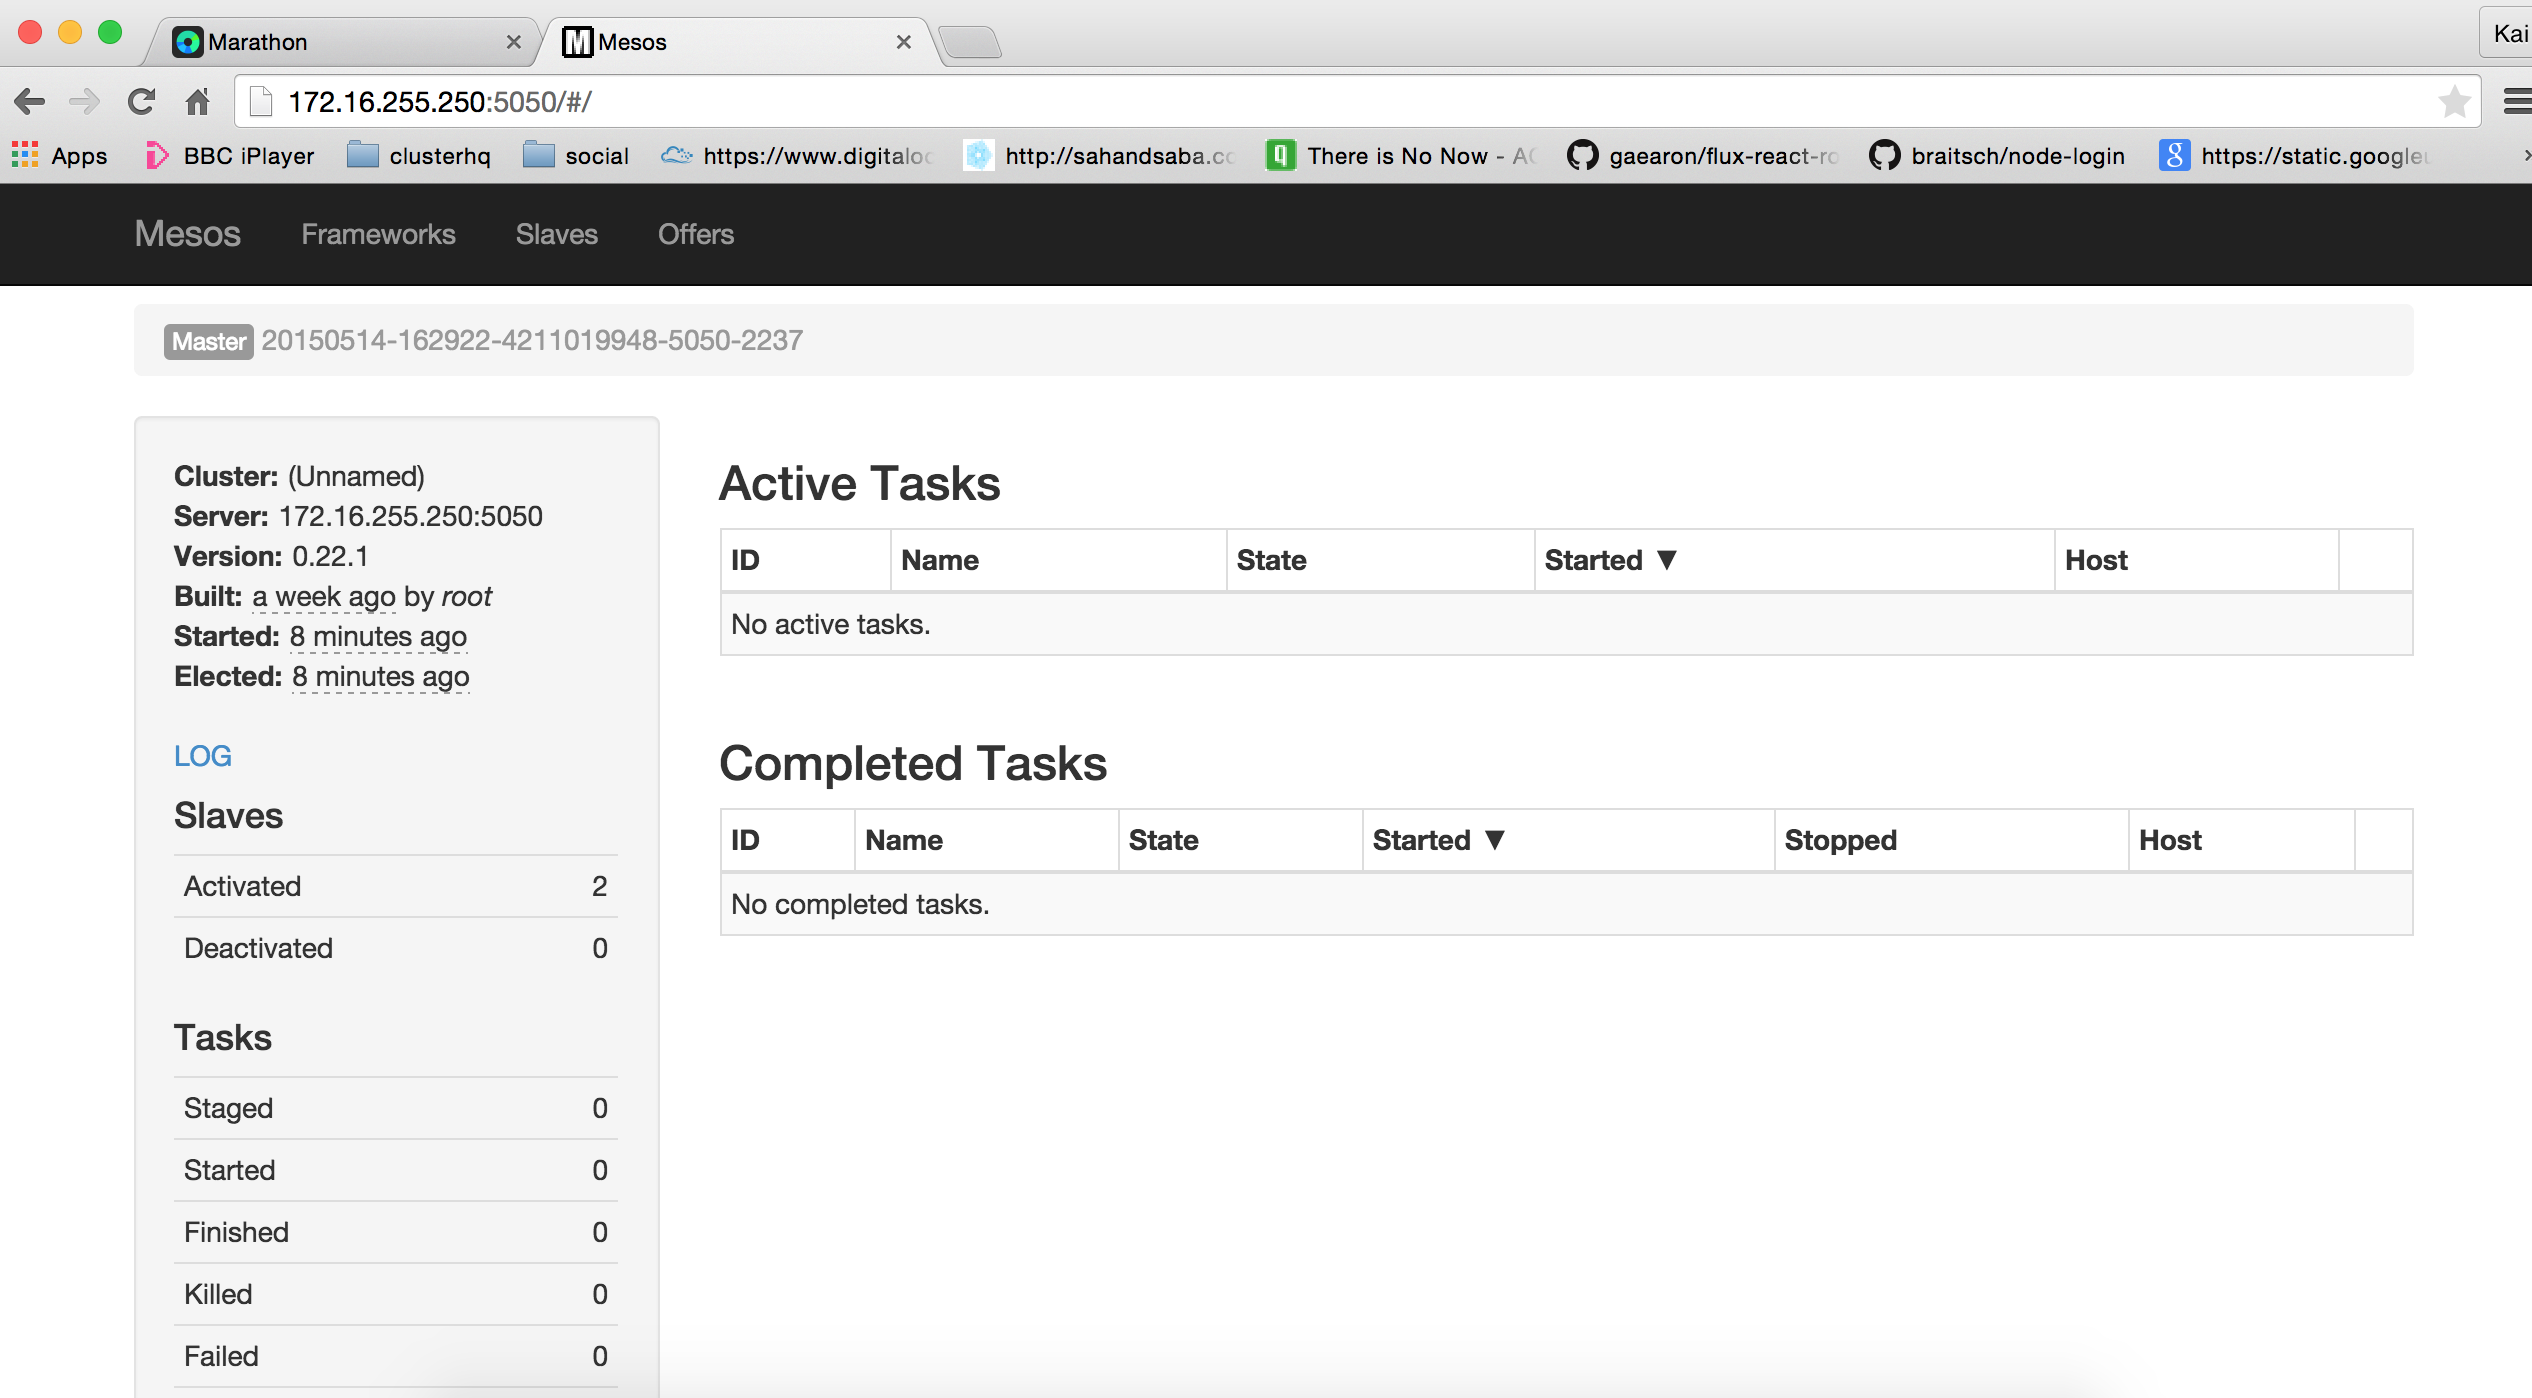 Marathon
Mesos
Kai
172.16.255.250:5050/#/
Apps BBC iPlayer clusterhq social https://www.digitaloc http://sahandsaba.co There is No Now - AC gaearon/flux-react-ro braitsch/node-login https://static.googleu
Mesos Frameworks Slaves Offers
Master 20150514-162922-4211019948-5050-2237
Cluster: (Unnamed)
Server: 172.16.255.250:5050
Version: 0.22.1
Built: a week ago by root
Started: 8 minutes ago
Elected: 8 minutes ago
LOG
Slaves
Activated 2
Deactivated 0
Tasks
Staged 0
Started 0
Finished 0
Killed 0
Failed 0
Active Tasks
ID Name State Started ▼ Host
No active tasks.
Completed Tasks
ID Name State Started ▼ Stopped Host
No completed tasks.